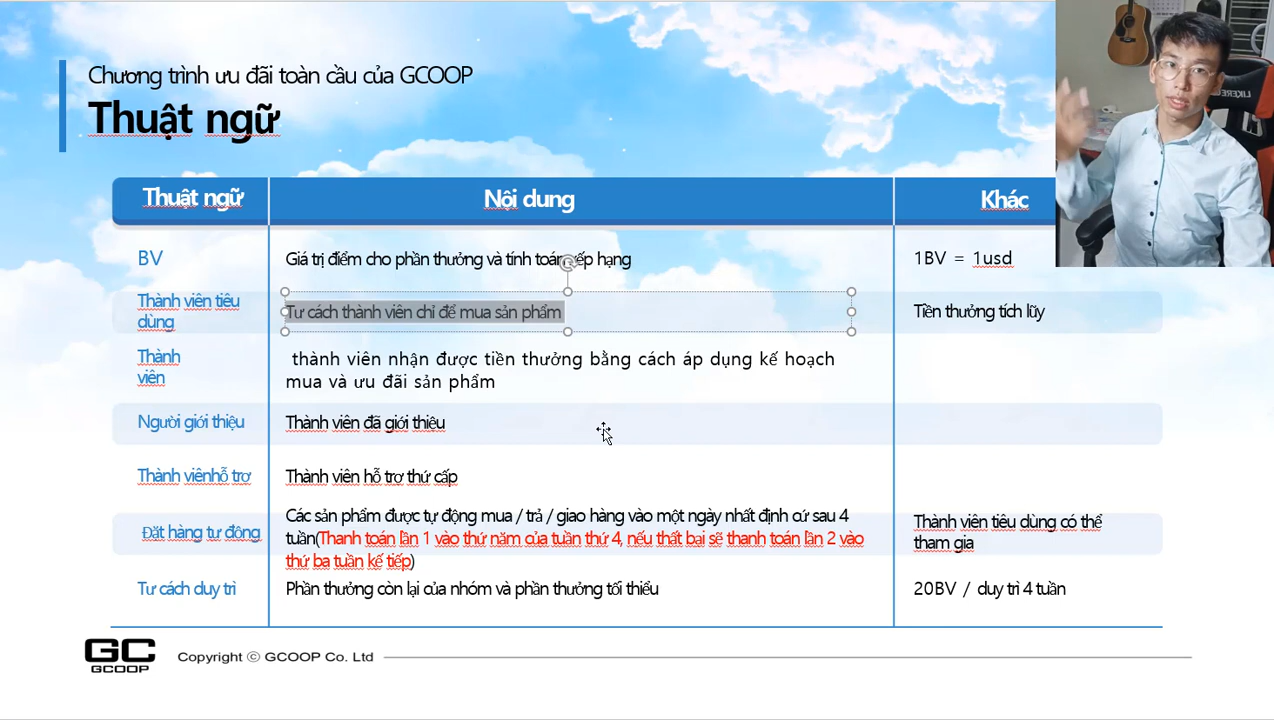 Chương trình ưu đãi toàn cầu của GCOOP
Thuật ngữ
Thuật ngữ
Nội dung
Khác
BV
Giá trị điểm cho phần thưởng và tính toán xếp hạng
1BV = 1usd
Thành viên tiêu
dùng
Tư cách thành viên chỉ để mua sản phẩm
Tiền thưởng tích lũy
Thành
viên
thành viên nhận được tiền thưởng bằng cách áp dụng kế hoạch
mua và ưu đãi sản phẩm
Người giới thiệu
Thành viên đã giới thiệu
Thành viênhỗ trợ
Thành viên hỗ trợ thứ cấp
Đặt hàng tự động
Các sản phẩm được tự động mua / trả / giao hàng vào một ngày nhất định cứ sau 4
tuần(Thanh toán lần 1 vào thứ năm của tuần thứ 4, nếu thất bại sẽ thanh toán lần 2 vào
thứ ba tuần kế tiếp)
Thành viên tiêu dùng có thể
tham gia
Tư cách duy trì
Phần thưởng còn lại của nhóm và phần thưởng tối thiểu
20BV / duy trì 4 tuần
GC
GCOOP
Copyright © GCOOP Co. Ltd